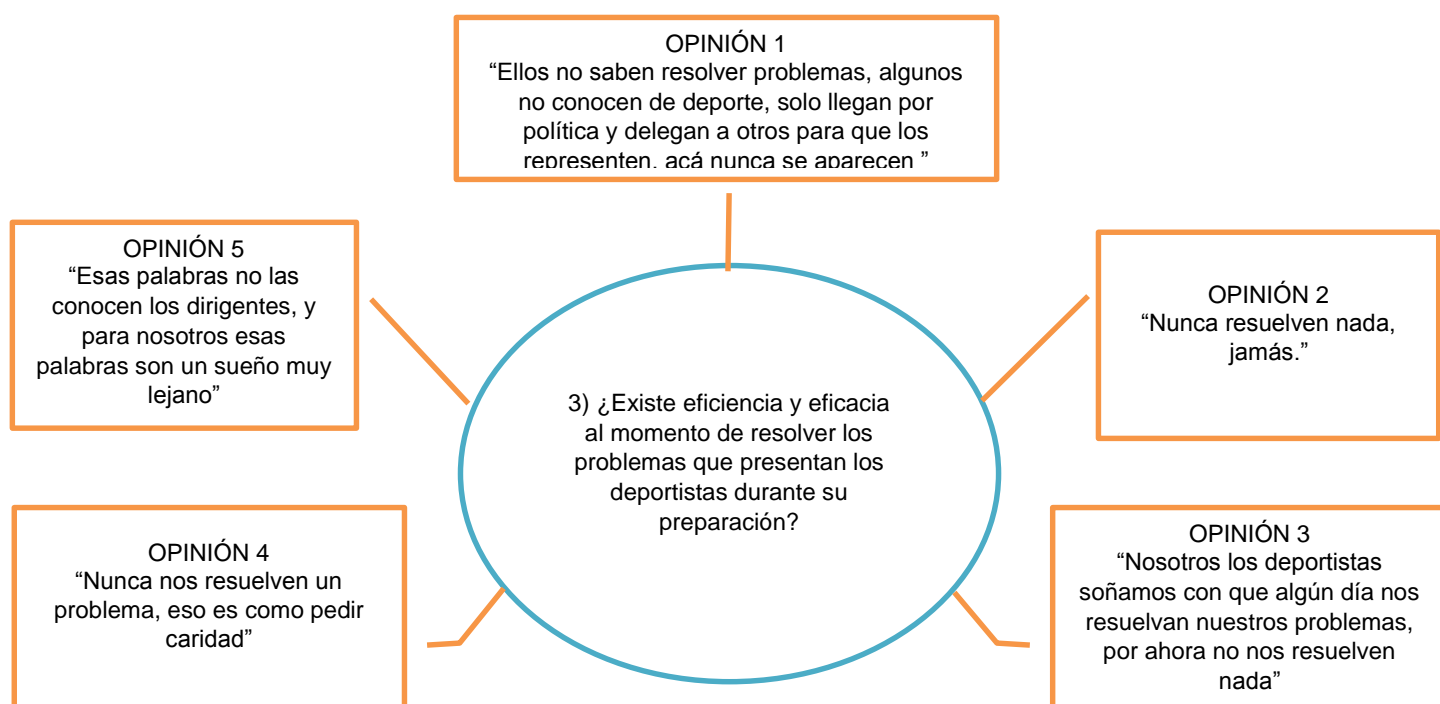 OPINIÓN 1
“Ellos no saben resolver problemas, algunos
no conocen de deporte, solo llegan por
política y delegan a otros para que los
representen, acá nunca se aparecen ”
OPINIÓN 5
“Esas palabras no las
conocen los dirigentes, y
para nosotros esas
palabras son un sueño muy
lejano”
OPINIÓN 2
“Nunca resuelven nada,
jamás.”
3) ¿Existe eficiencia y eficacia
al momento de resolver los
problemas que presentan los
deportistas durante su
preparación?
OPINIÓN 4
“Nunca nos resuelven un
problema, eso es como pedir
caridad”
OPINIÓN 3
“Nosotros los deportistas
soñamos con que algún día nos
resuelvan nuestros problemas,
por ahora no nos resuelven
nada”